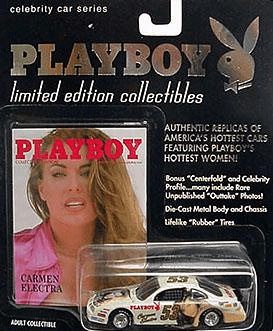 celebrity car series
PLAYBOY
limited edition collectibles
AUTHENTIC REPLICAS OF
AMERICA'S HOTTEST CARS
FEATURING PLAYBOY'S
HOTTEST WOMEN!
Bonus "Centerfold" and Celebrity
Profile...many include Rare
Unpublished "Outtake" Photos!
Die-Cast Metal Body and Chassis
Lifelike "Rubber" Tires
PLAYBOY
CARMEN
ELECTRA
53
PLAYBOY
53
ADULT COLLECTIBLE